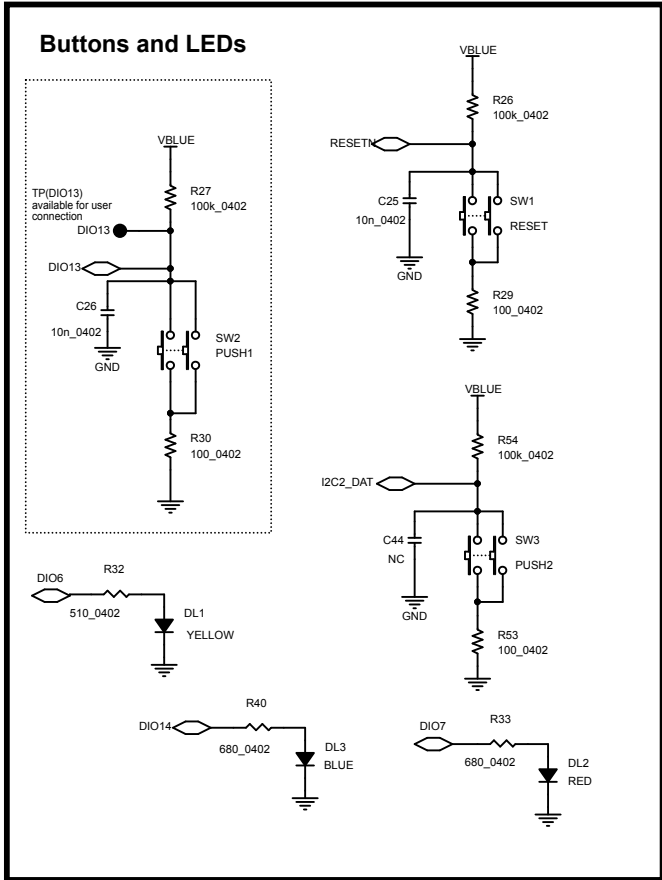 Buttons and LEDs
VBLUE
R27
100k_0402
TP(DIO13)
available for user
connection
DIO13
DIO13
C26
10n_0402
GND
SW2
PUSH1
R30
100_0402
VBLUE
R26
100k_0402
RESETN
C25
10n_0402
GND
SW1
RESET
R29
100_0402
VBLUE
R54
100k_0402
I2C2_DAT
C44
NC
GND
SW3
PUSH2
R53
100_0402
DIO6
R32
510_0402
DL1
YELLOW
DIO14
R40
680_0402
DL3
BLUE
DIO7
R33
680_0402
DL2
RED